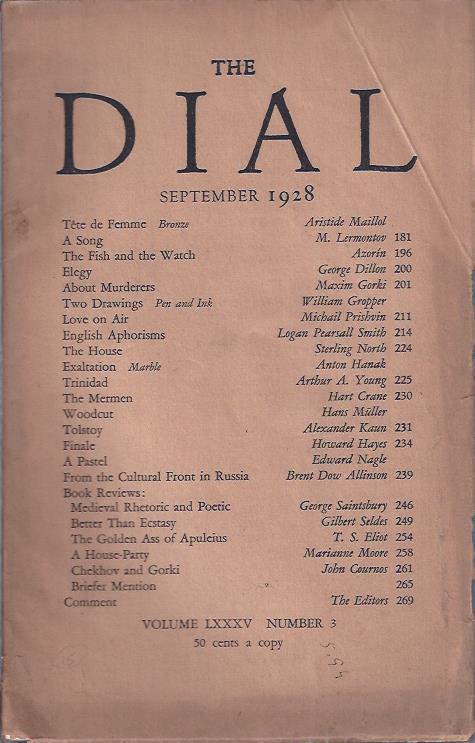 THE
DIAL
SEPTEMBER 1928
Tête de Femme Bronze Aristide Maillol
A Song M. Lermontov 181
The Fish and the Watch Azorín 196
Elegy George Dillon 200
About Murderers Maxim Gorki 201
Two Drawings Pen and Ink William Gropper
Love on Air Michail Prishvin 211
English Aphorisms Logan Pearsall Smith 214
The House Sterling North 224
Exaltation Marble Anton Hanak
Trinidad Arthur A. Young 225
The Mermen Hart Crane 230
Woodcut Hans Müller
Tolstoy Alexander Kaun 231
Finale Howard Hayes 234
A Pastel Edward Nagle
From the Cultural Front in Russia Brent Dow Allinson 239
Book Reviews:
Medieval Rhetoric and Poetic George Saintsbury 246
Better Than Ecstasy Gilbert Seldes 249
The Golden Ass of Apuleius T. S. Eliot 254
A House-Party Marianne Moore 258
Chekhov and Gorki John Cournos 261
Briefer Mention 265
Comment The Editors 269
VOLUME LXXXV NUMBER 3
50 cents a copy